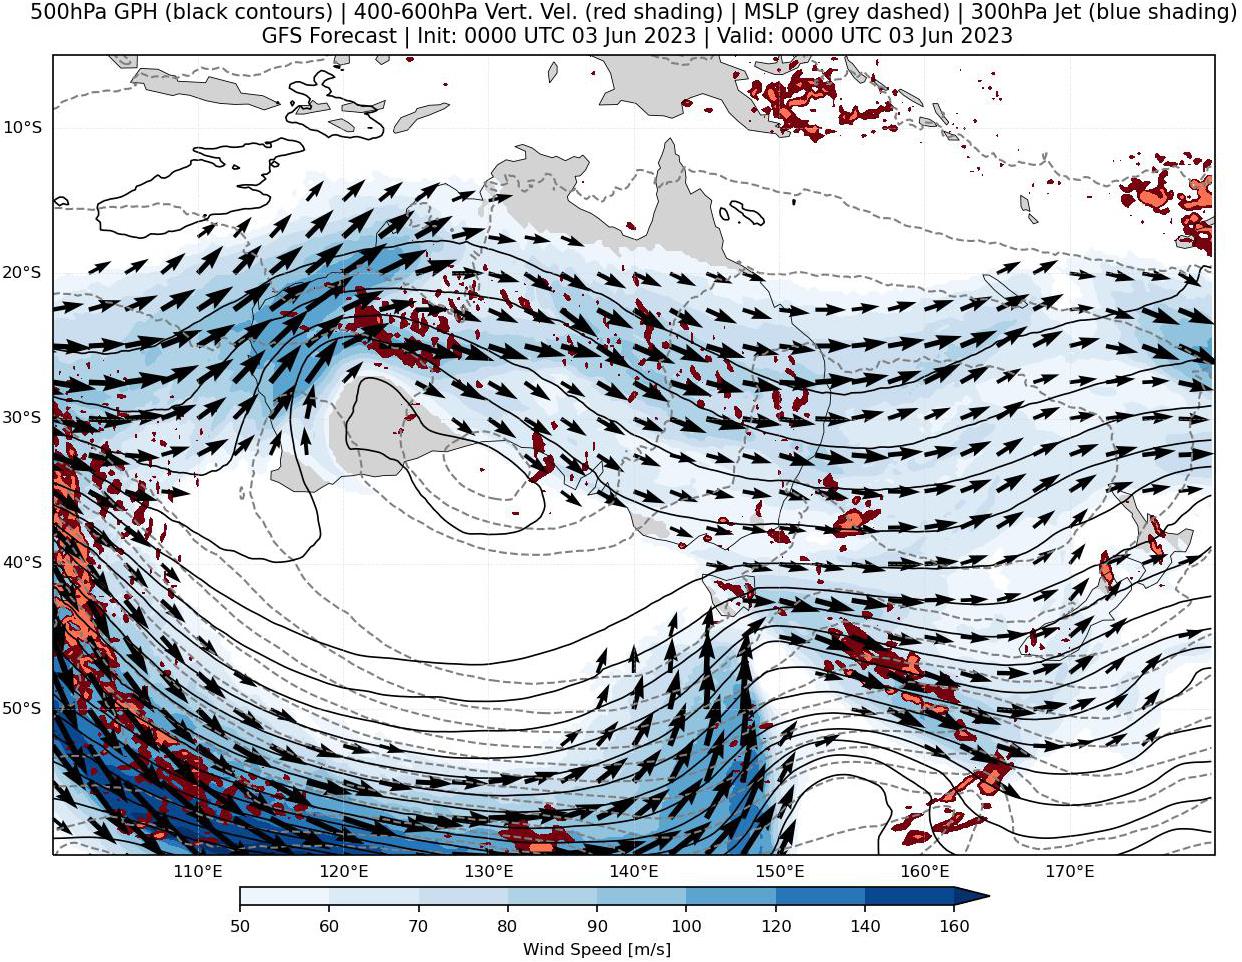 500hPa GPH (black contours) | 400-600hPa Vert. Vel. (red shading) | MSLP (grey dashed) | 300hPa Jet (blue shading)
GFS Forecast | Init: 0000 UTC 03 Jun 2023 | Valid: 0000 UTC 03 Jun 2023
10°S
20°S
30°S
40°S
50°S
110°E 120°E 130°E 140°E 150°E 160°E 170°E
50 60 70 80 90 100 120 140 160
Wind Speed [m/s]